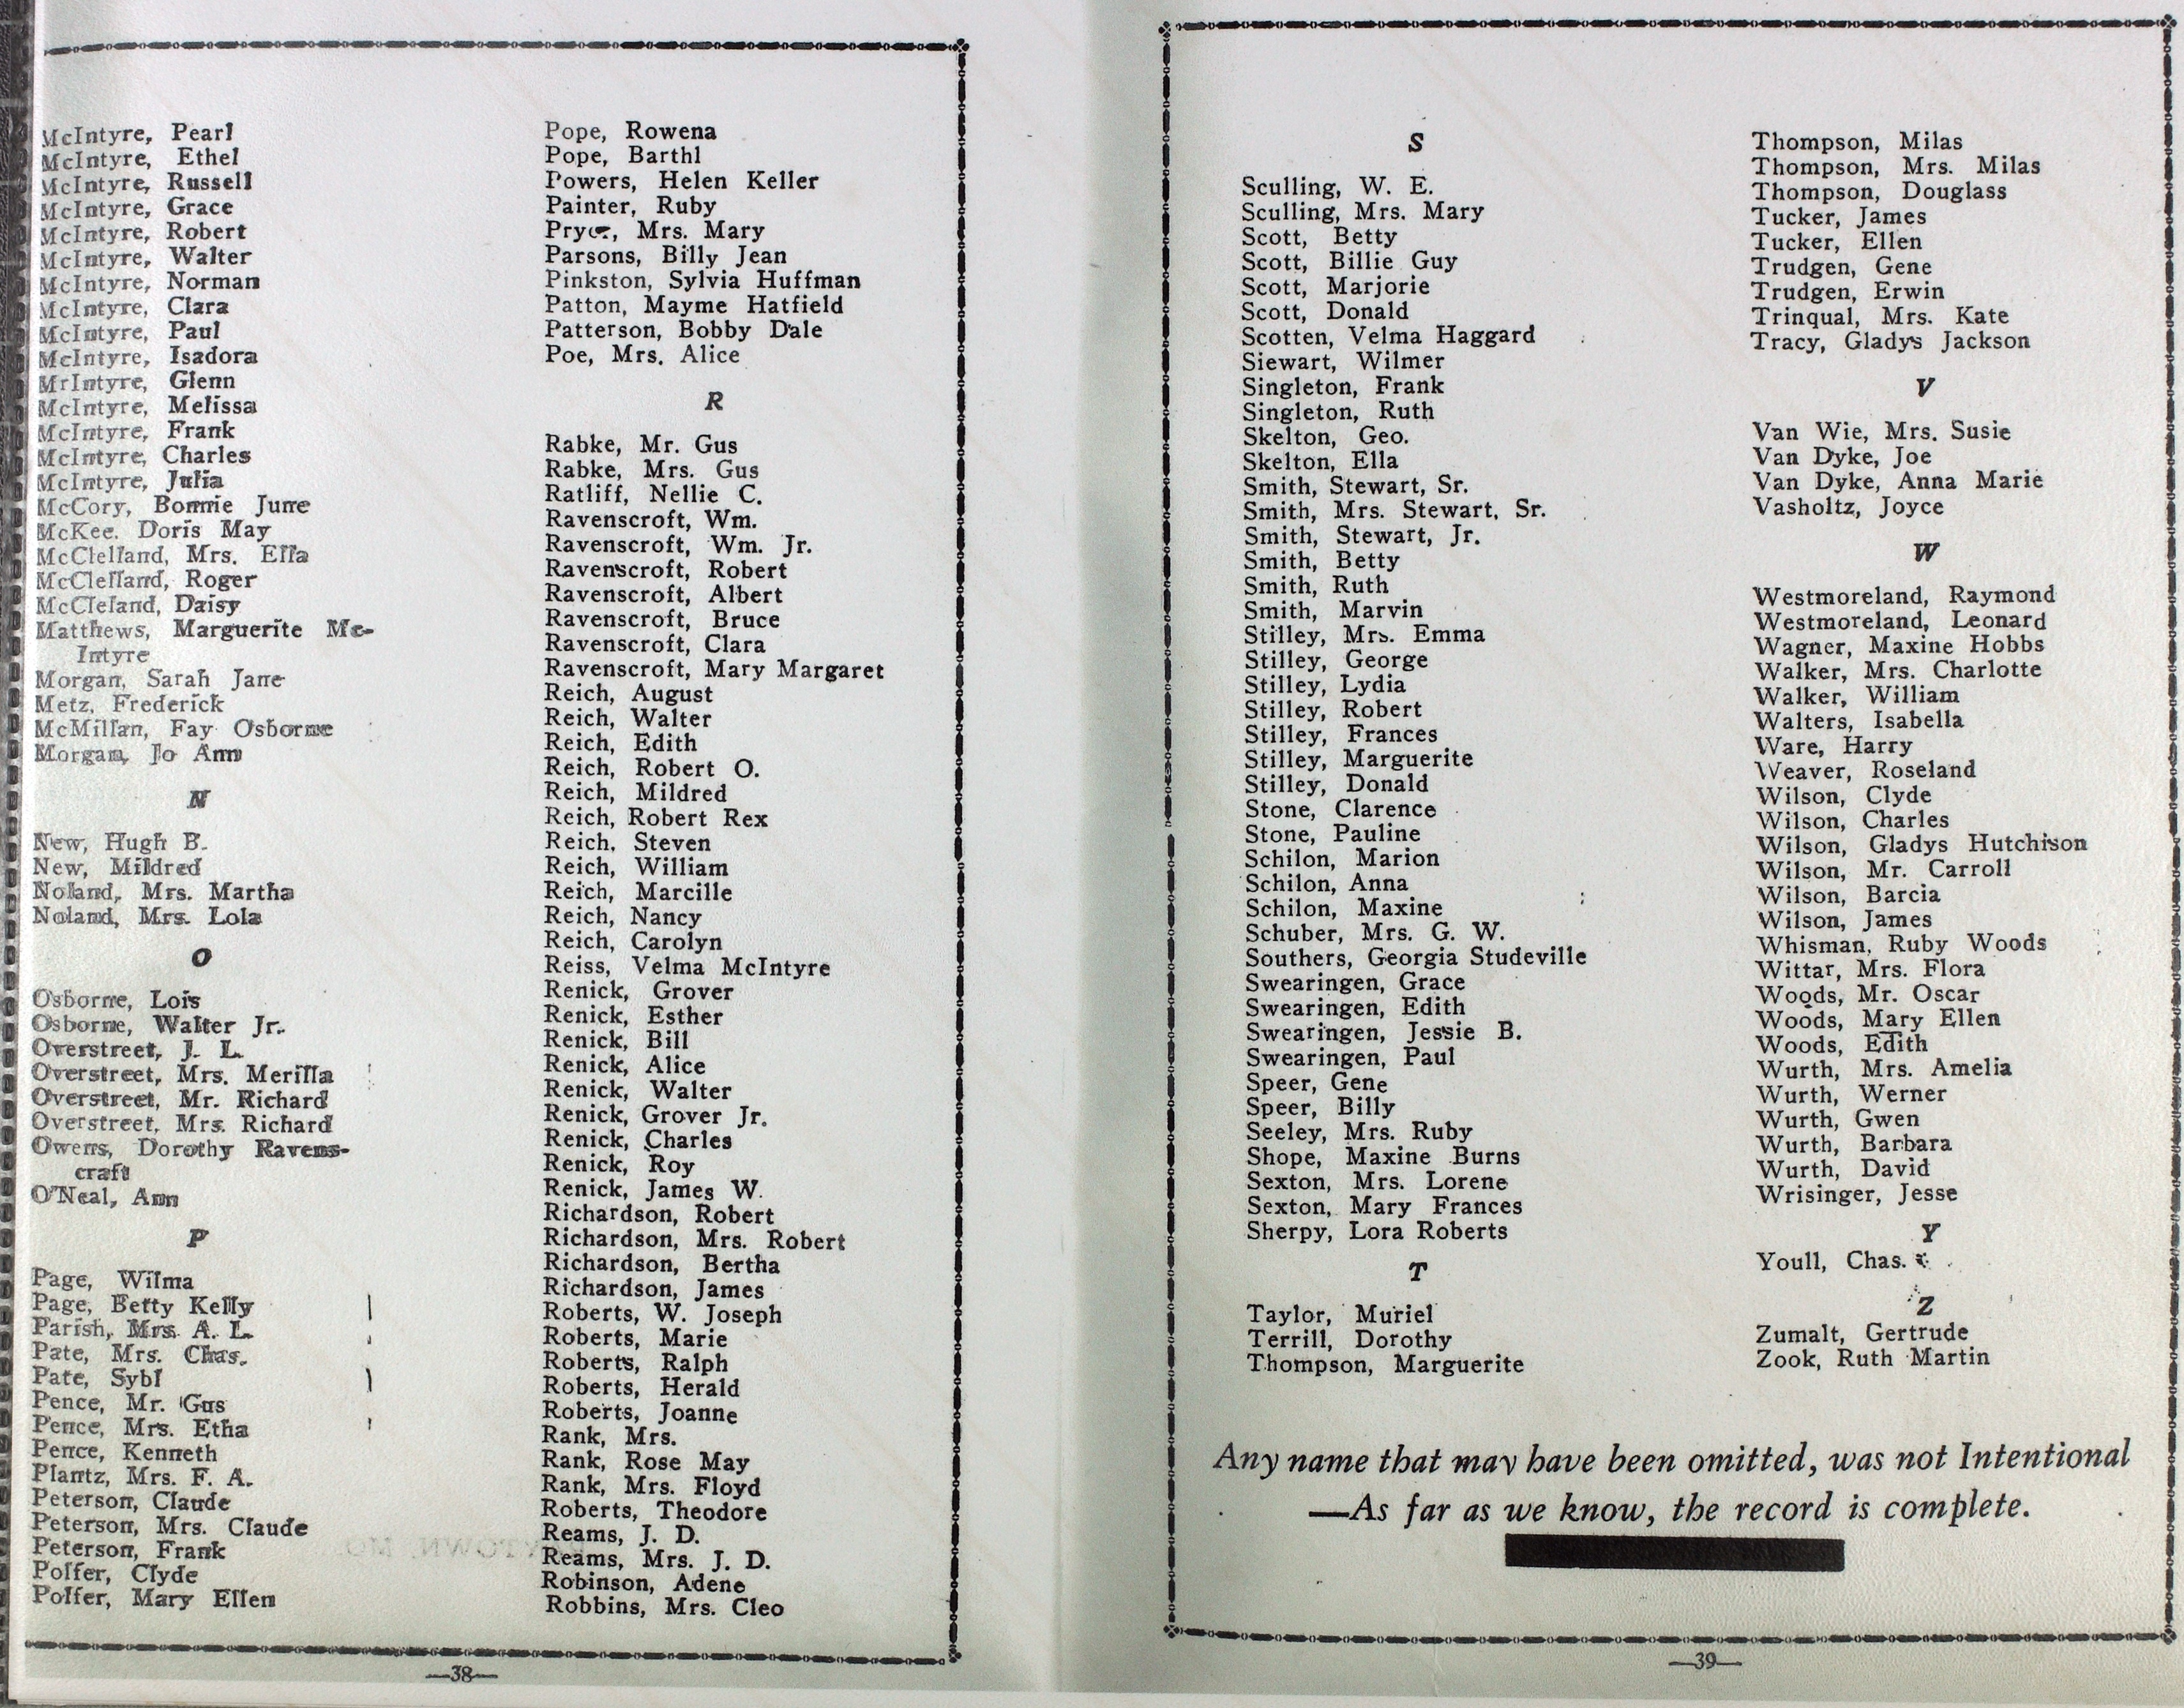 McIntyre, Pearl
McIntyre, Ethel
McIntyre, Russell
McIntyre, Grace
McIntyre, Robert
McIntyre, Walter
McIntyre, Norman
McIntyre, Clara
McIntyre, Paul
McIntyre, Isadora
MrIntyre, Glenn
McIntyre, Melissa
McIntyre, Frank
McIntyre, Charles
McIntyre, Julia
McCory, Bonnie June
McKee. Doris May
McClelland, Mrs. Ella
McClelland, Roger
McCleland, Daisy
Matthews, Marguerite Mc-
Intyre
Morgan, Sarah Jane
Metz, Frederick
McMillan, Fay Osborne
Morgan, Jo Ann
N
New, Hugh B.
New, Mildred
Noland, Mrs. Martha
Noland, Mrs. Lola
O
Osborne, Lois
Osborne, Walter Jr.
Overstreet, J. L.
Overstreet, Mrs. Merilla
Overstreet, Mr. Richard
Overstreet, Mrs. Richard
Owens, Dorothy Ravens-
craft
O'Neal, Ann
P
Page, Wilma
Page, Betty Kelly
Parish, Mrs. A. L.
Pate, Mrs. Chas.
Pate, Sybl
Pence, Mr. Gus
Pence, Mrs. Etha
Pence, Kenneth
Plantz, Mrs. F. A.
Peterson, Claude
Peterson, Mrs. Claude
Peterson, Frank
Polfer, Clyde
Polfer, Mary Ellen
Pope, Rowena
Pope, Barthl
Powers, Helen Keller
Painter, Ruby
Pryor, Mrs. Mary
Parsons, Billy Jean
Pinkston, Sylvia Huffman
Patton, Mayme Hatfield
Patterson, Bobby Dale
Poe, Mrs. Alice
R
Rabke, Mr. Gus
Rabke, Mrs. Gus
Ratliff, Nellie C.
Ravenscroft, Wm.
Ravenscroft, Wm. Jr.
Ravenscroft, Robert
Ravenscroft, Albert
Ravenscroft, Bruce
Ravenscroft, Clara
Ravenscroft, Mary Margaret
Reich, August
Reich, Walter
Reich, Edith
Reich, Robert O.
Reich, Mildred
Reich, Robert Rex
Reich, Steven
Reich, William
Reich, Marcille
Reich, Nancy
Reich, Carolyn
Reiss, Velma McIntyre
Renick, Grover
Renick, Esther
Renick, Bill
Renick, Alice
Renick, Walter
Renick, Grover Jr.
Renick, Charles
Renick, Roy
Renick, James W.
Richardson, Robert
Richardson, Mrs. Robert
Richardson, Bertha
Richardson, James
Roberts, W. Joseph
Roberts, Marie
Roberts, Ralph
Roberts, Herald
Roberts, Joanne
Rank, Mrs.
Rank, Rose May
Rank, Mrs. Floyd
Roberts, Theodore
Reams, J. D.
Reams, Mrs. J. D.
Robinson, Adene
Robbins, Mrs. Cleo
—38—
S
Sculling, W. E.
Sculling, Mrs. Mary
Scott, Betty
Scott, Billie Guy
Scott, Marjorie
Scott, Donald
Scotten, Velma Haggard
Siewart, Wilmer
Singleton, Frank
Singleton, Ruth
Skelton, Geo.
Skelton, Ella
Smith, Stewart, Sr.
Smith, Mrs. Stewart, Sr.
Smith, Stewart, Jr.
Smith, Betty
Smith, Ruth
Smith, Marvin
Stilley, Mrs. Emma
Stilley, George
Stilley, Lydia
Stilley, Robert
Stilley, Frances
Stilley, Marguerite
Stilley, Donald
Stone, Clarence
Stone, Pauline
Schilon, Marion
Schilon, Anna
Schilon, Maxine
Schuber, Mrs. G. W.
Southers, Georgia Studeville
Swearingen, Grace
Swearingen, Edith
Swearingen, Jessie B.
Swearingen, Paul
Speer, Gene
Speer, Billy
Seeley, Mrs. Ruby
Shope, Maxine Burns
Sexton, Mrs. Lorene
Sexton, Mary Frances
Sherpy, Lora Roberts
T
Taylor, Muriel
Terrill, Dorothy
Thompson, Marguerite
Thompson, Milas
Thompson, Mrs. Milas
Thompson, Douglass
Tucker, James
Tucker, Ellen
Trudgen, Gene
Trudgen, Erwin
Trinqual, Mrs. Kate
Tracy, Gladys Jackson
V
Van Wie, Mrs. Susie
Van Dyke, Joe
Van Dyke, Anna Marie
Vasholtz, Joyce
W
Westmoreland, Raymond
Westmoreland, Leonard
Wagner, Maxine Hobbs
Walker, Mrs. Charlotte
Walker, William
Walters, Isabella
Ware, Harry
Weaver, Roseland
Wilson, Clyde
Wilson, Charles
Wilson, Gladys Hutchison
Wilson, Mr. Carroll
Wilson, Barcia
Wilson, James
Whisman, Ruby Woods
Wittar, Mrs. Flora
Woods, Mr. Oscar
Woods, Mary Ellen
Woods, Edith
Wurth, Mrs. Amelia
Wurth, Werner
Wurth, Gwen
Wurth, Barbara
Wurth, David
Wrisinger, Jesse
Y
Youll, Chas.
Z
Zumalt, Gertrude
Zook, Ruth Martin
Any name that may have been omitted, was not Intentional
—As far as we know, the record is complete.
—39—